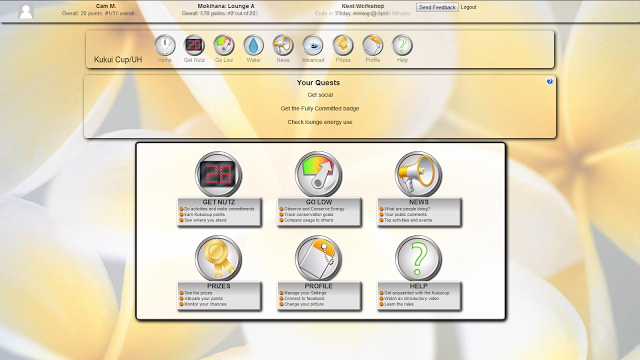 Cam M.
Overall: 20 points: #1/17 overall
Mokihana: Lounge A
Overall: 170 points: #2 out of 20
Next:Workshop
Friday evening @ 5pm
Send Feedback
Logout
Kukui Cup/UH
Home
Get Nutz
Go Low
Water
News
Advanced
Prizes
Profile
Help
Your Quests
Get social
Get the Fully Committed badge
Check lounge energy use
28
GET NUTZ
Do activities and make commitments
Earn Kukuicup points
See where you stand
GO LOW
Observe and Conserve Energy
Track conservation goals
Compare usage to others
NEWS
What are people doing?
Your public comments
Top activities and events
PRIZES
See the prizes
Allocate your points
Monitor your chances
PROFILE
Manage your Settings
Connect to facebook
Change your picture
HELP
Get acquainted with the Kukuicup
Watch an introductory video
Learn the rules